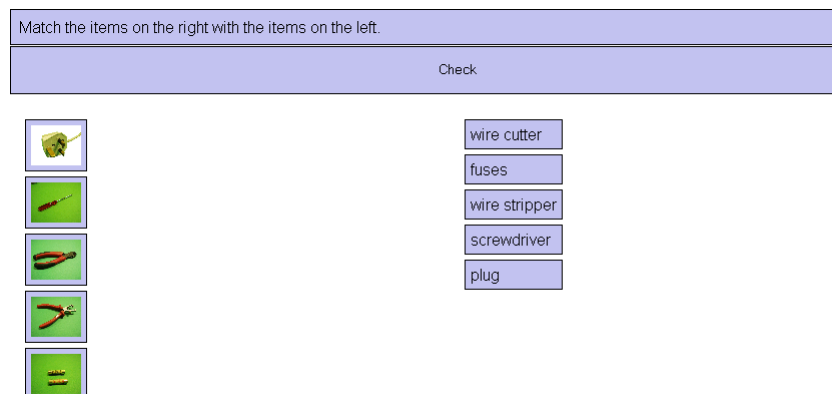 Match the items on the right with the items on the left.
Check
wire cutter
fuses
wire stripper
screwdriver
plug